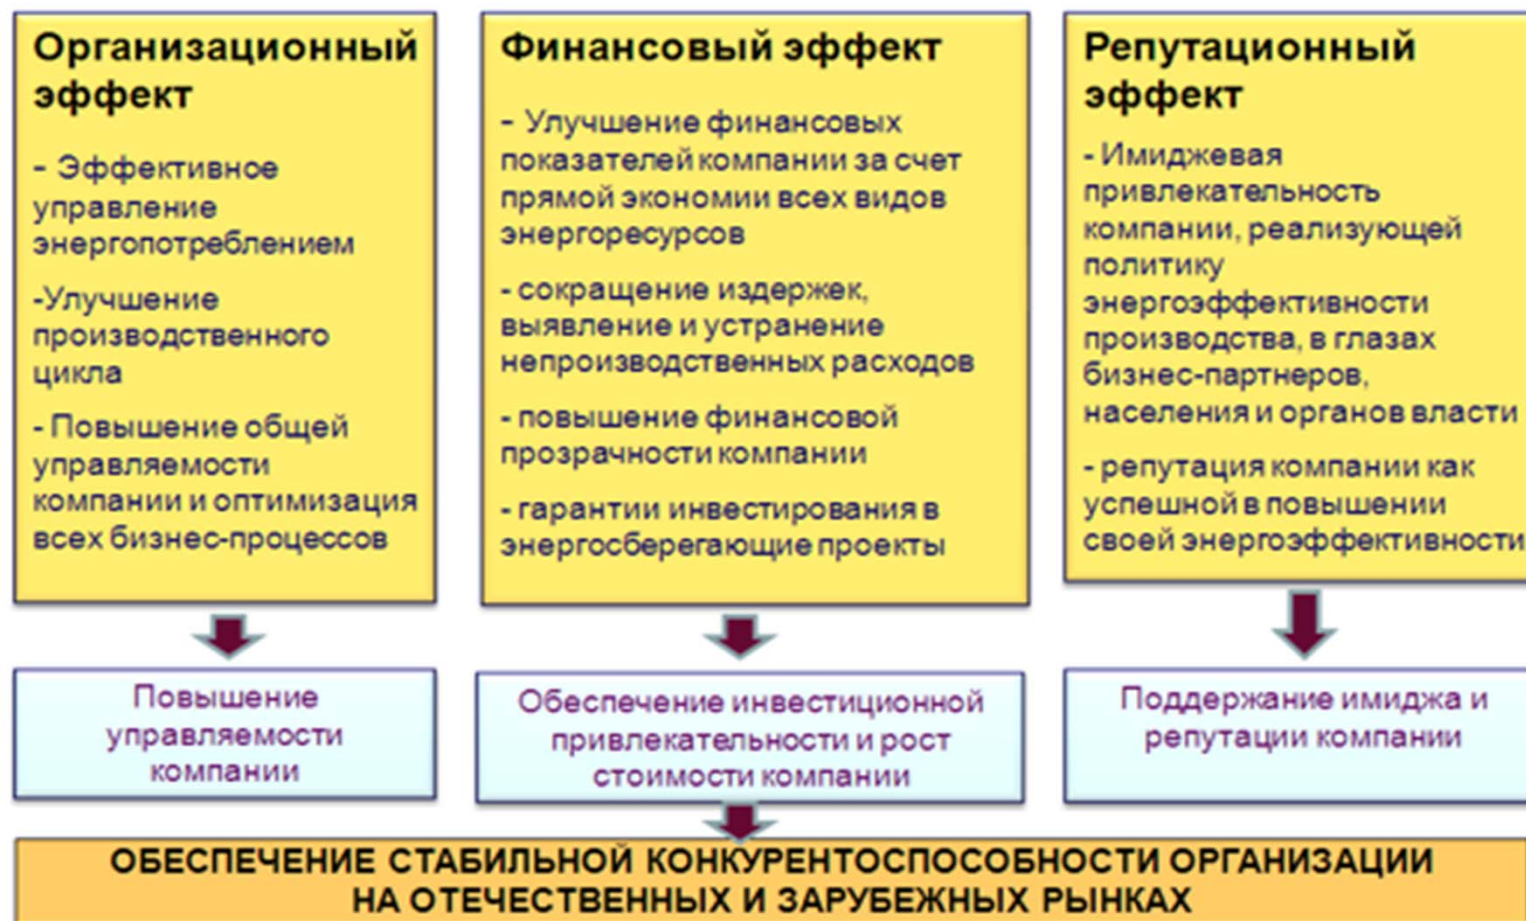 Организационный
эффект
- Эффективное
управление
энергопотреблением
-Улучшение
производственного
цикла
- Повышение общей
управляемости
компании и оптимизация
всех бизнес-процессов
Финансовый эффект
- Улучшение финансовых
показателей компании за счет
прямой экономии всех видов
энергоресурсов
- сокращение издержек,
выявление и устранение
непроизводственных расходов
- повышение финансовой
прозрачности компании
- гарантии инвестирования в
энергосберегающие проекты
Репутационный
эффект
- Имиджевая
привлекательность
компании, реализующей
политику
энергоэффективности
производства, в глазах
бизнес-партнеров,
населения и органов власти
- репутация компании как
успешной в повышении
своей энергоэффективности
Повышение
управляемости
компании
Обеспечение инвестиционной
привлекательности и рост
стоимости компании
Поддержание имиджа и
репутации компании
ОБЕСПЕЧЕНИЕ СТАБИЛЬНОЙ КОНКУРЕНТОСПОСОБНОСТИ ОРГАНИЗАЦИИ
НА ОТЕЧЕСТВЕННЫХ И ЗАРУБЕЖНЫХ РЫНКАХ